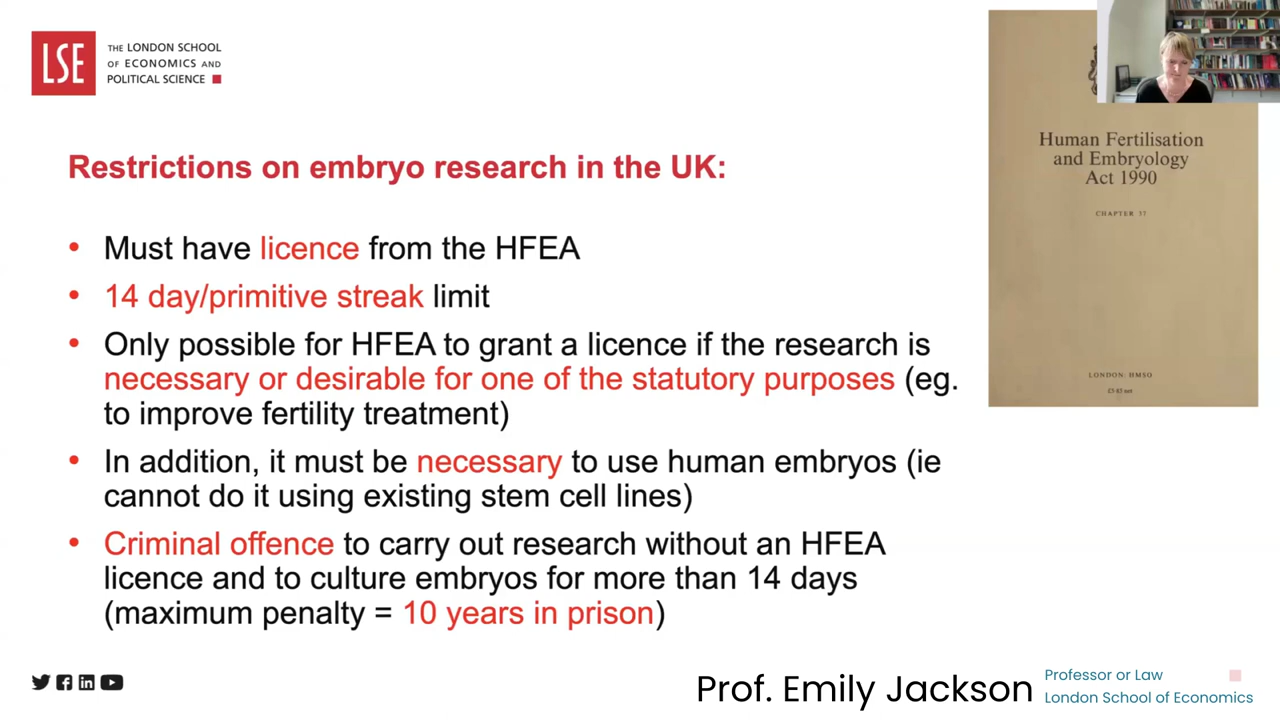 LSE
THE LONDON SCHOOL
OF ECONOMICS AND
POLITICAL SCIENCE
Restrictions on embryo research in the UK:
• Must have licence from the HFEA
• 14 day/primitive streak limit
• Only possible for HFEA to grant a licence if the research is
necessary or desirable for one of the statutory purposes (eg.
to improve fertility treatment)
• In addition, it must be necessary to use human embryos (ie
cannot do it using existing stem cell lines)
• Criminal offence to carry out research without an HFEA
licence and to culture embryos for more than 14 days
(maximum penalty = 10 years in prison)
Human Fertilisation
and Embryology
Act 1990
CHAPTER 37
LONDON: HMSO
Prof. Emily Jackson
Professor or Law
London School of Economics